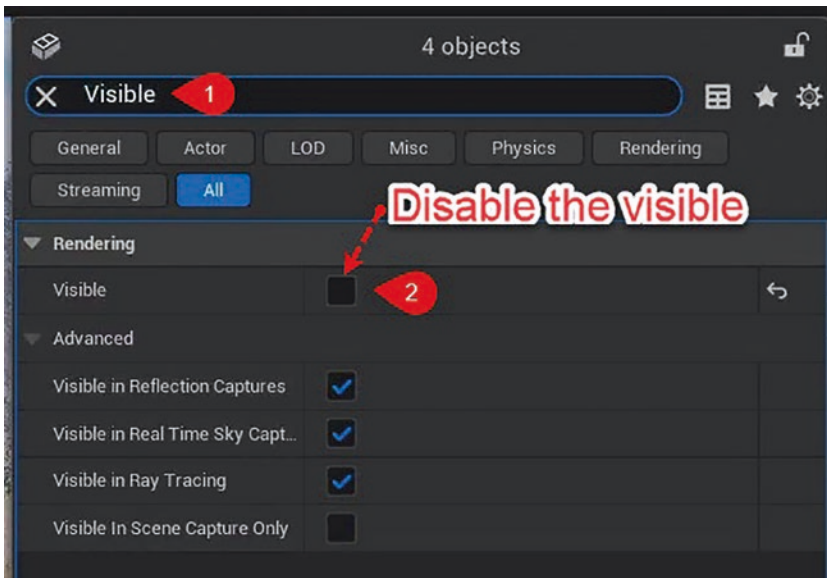 4 objects
Visible 1
General Actor LOD Misc Physics Rendering
Streaming All
Disable the visible
Rendering
Visible 2
Advanced
Visible in Reflection Captures
Visible in Real Time Sky Capt...
Visible in Ray Tracing
Visible In Scene Capture Only